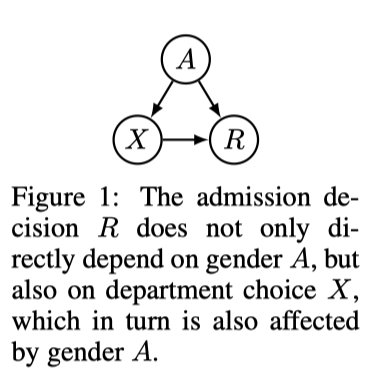 A
X
R
Figure 1: The admission de-
cision R does not only di-
rectly depend on gender A, but
also on department choice X,
which in turn is also affected
by gender A.